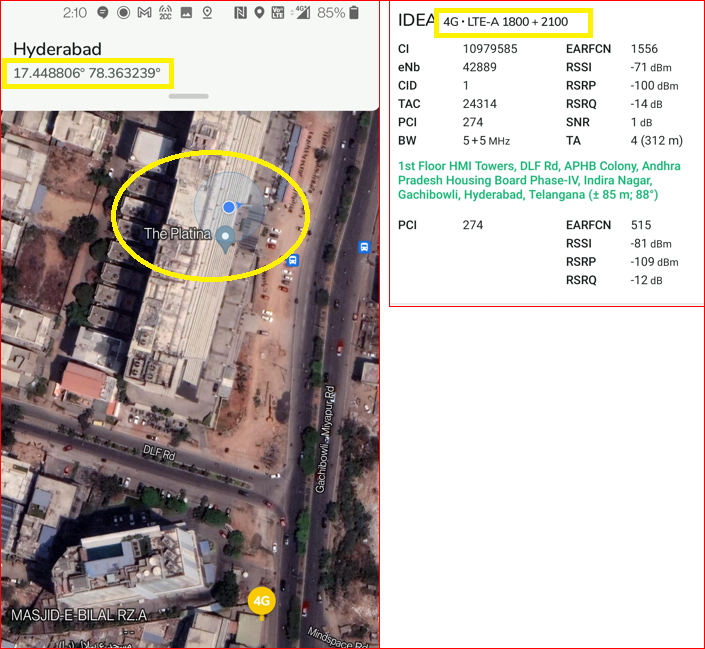 2:10
2CC
N
VoI LTE
4G
85%
Hyderabad
17.448806° 78.363239°
The Platina
DLF Rd
Gachibowli - Miyapur Rd
4G
MASJID-E-BILAL RZ.A
Mindspace Rd
IDEA 4G • LTE-A 1800 + 2100
CI 10979585 EARFCN 1556
eNb 42889 RSSI -71 dBm
CID 1 RSRP -100 dBm
TAC 24314 RSRQ -14 dB
PCI 274 SNR 1 dB
BW 5+5 MHz TA 4 (312 m)
1st Floor HMI Towers, DLF Rd, APHB Colony, Andhra
Pradesh Housing Board Phase-IV, Indira Nagar,
Gachibowli, Hyderabad, Telangana (± 85 m; 88°)
PCI 274 EARFCN 515
RSSI -81 dBm
RSRP -109 dBm
RSRQ -12 dB